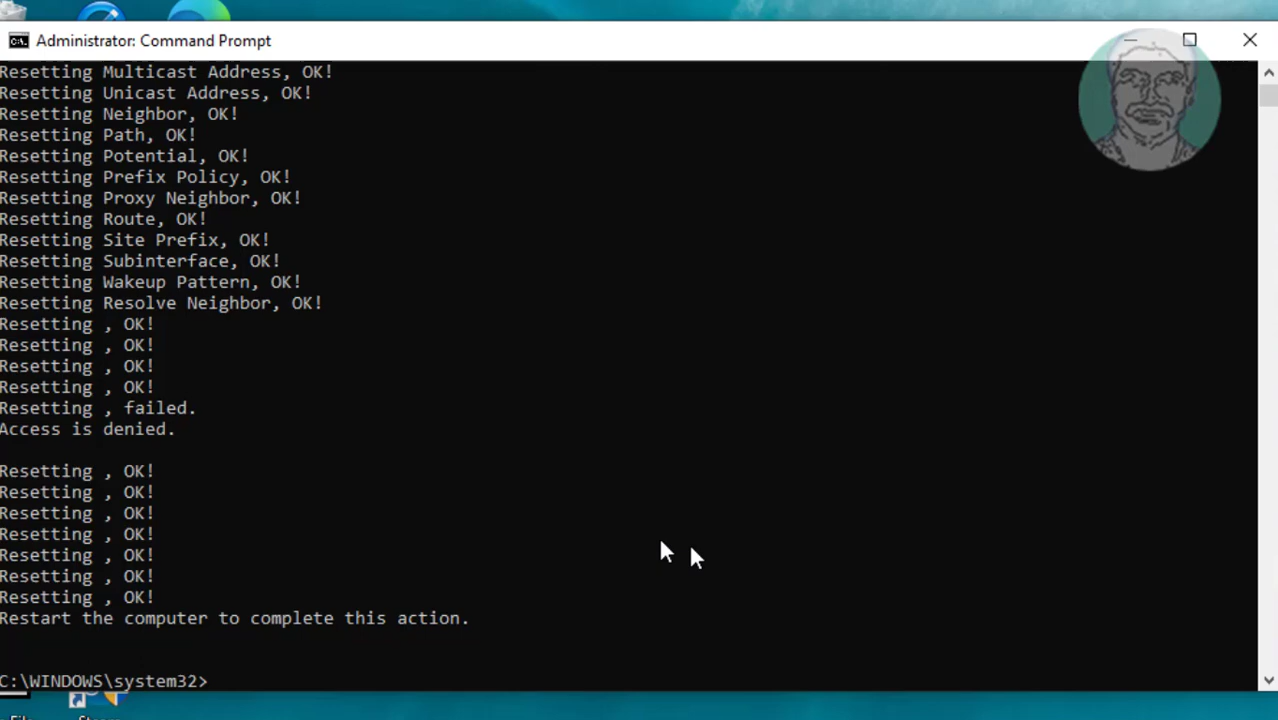 Administrator: Command Prompt
Resetting Multicast Address, OK!
Resetting Unicast Address, OK!
Resetting Neighbor, OK!
Resetting Path, OK!
Resetting Potential, OK!
Resetting Prefix Policy, OK!
Resetting Proxy Neighbor, OK!
Resetting Route, OK!
Resetting Site Prefix, OK!
Resetting Subinterface, OK!
Resetting Wakeup Pattern, OK!
Resetting Resolve Neighbor, OK!
Resetting , OK!
Resetting , OK!
Resetting , OK!
Resetting , OK!
Resetting , failed.
Access is denied.
Resetting , OK!
Resetting , OK!
Resetting , OK!
Resetting , OK!
Resetting , OK!
Resetting , OK!
Resetting , OK!
Restart the computer to complete this action.
C:\WINDOWS\system32>